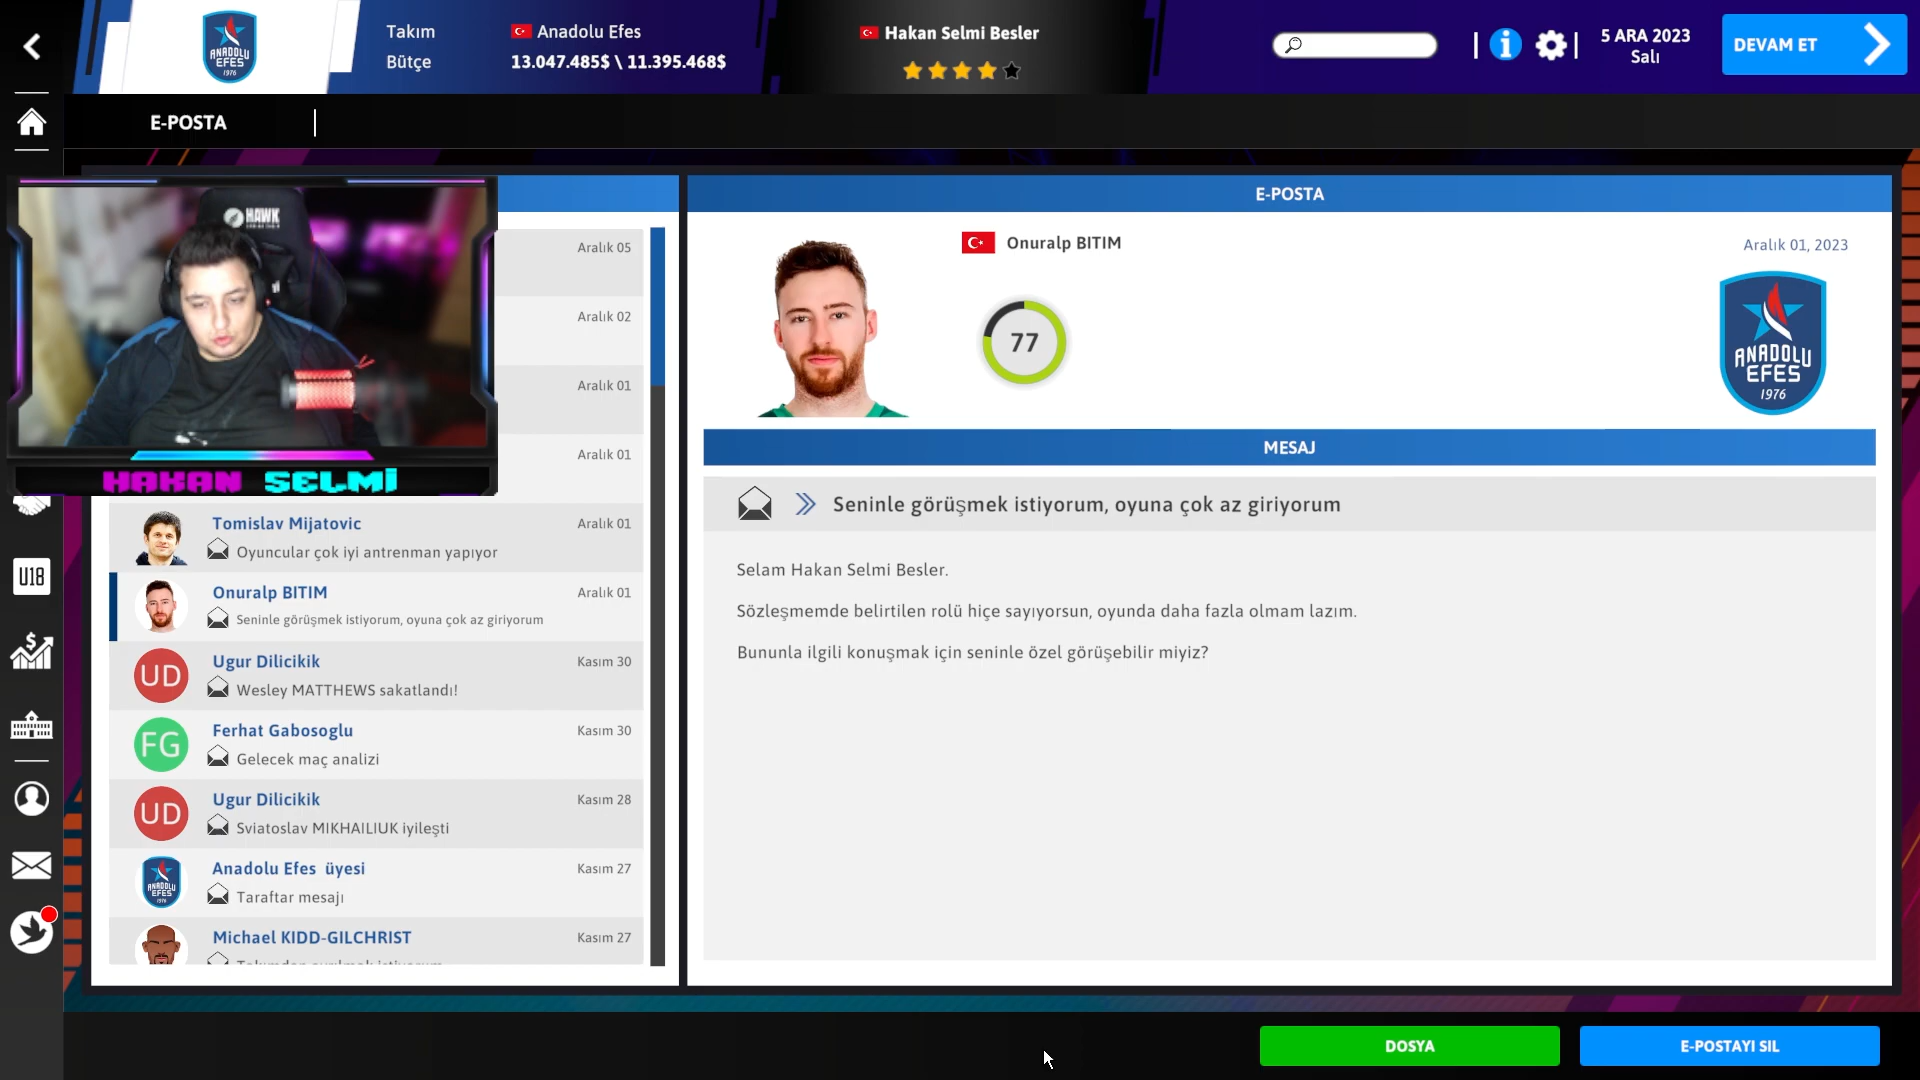 ANADOLU
EFES
1976
Takım
Anadolu Efes
Bütçe
13.047.485$ \ 11.395.468$
Hakan Selmi Besler
5 ARA 2023
Salı
DEVAM ET
E-POSTA
HAWK
HAKAN SELMİ
Aralık 05
Aralık 02
Aralık 01
Aralık 01
Tomislav Mijatovic
Aralık 01
Oyuncular çok iyi antrenman yapıyor
Onuralp BITIM
Aralık 01
Seninle görüşmek istiyorum, oyuna çok az giriyorum
UD
Ugur Dilicikik
Kasım 30
Wesley MATTHEWS sakatlandı!
FG
Ferhat Gabosoglu
Kasım 30
Gelecek maç analizi
UD
Ugur Dilicikik
Kasım 28
Sviatoslav MIKHAILIUK iyileşti
ANADOLU
EFES
Anadolu Efes üyesi
Kasım 27
Taraftar mesajı
Michael KIDD-GILCHRIST
Kasım 27
U18
E-POSTA
Onuralp BITIM
Aralık 01, 2023
77
ANADOLU
EFES
1976
MESAJ
Seninle görüşmek istiyorum, oyuna çok az giriyorum
Selam Hakan Selmi Besler.
Sözleşmemde belirtilen rolü hiçe sayıyorsun, oyunda daha fazla olmam lazım.
Bununla ilgili konuşmak için seninle özel görüşebilir miyiz?
DOSYA
E-POSTAYI SIL